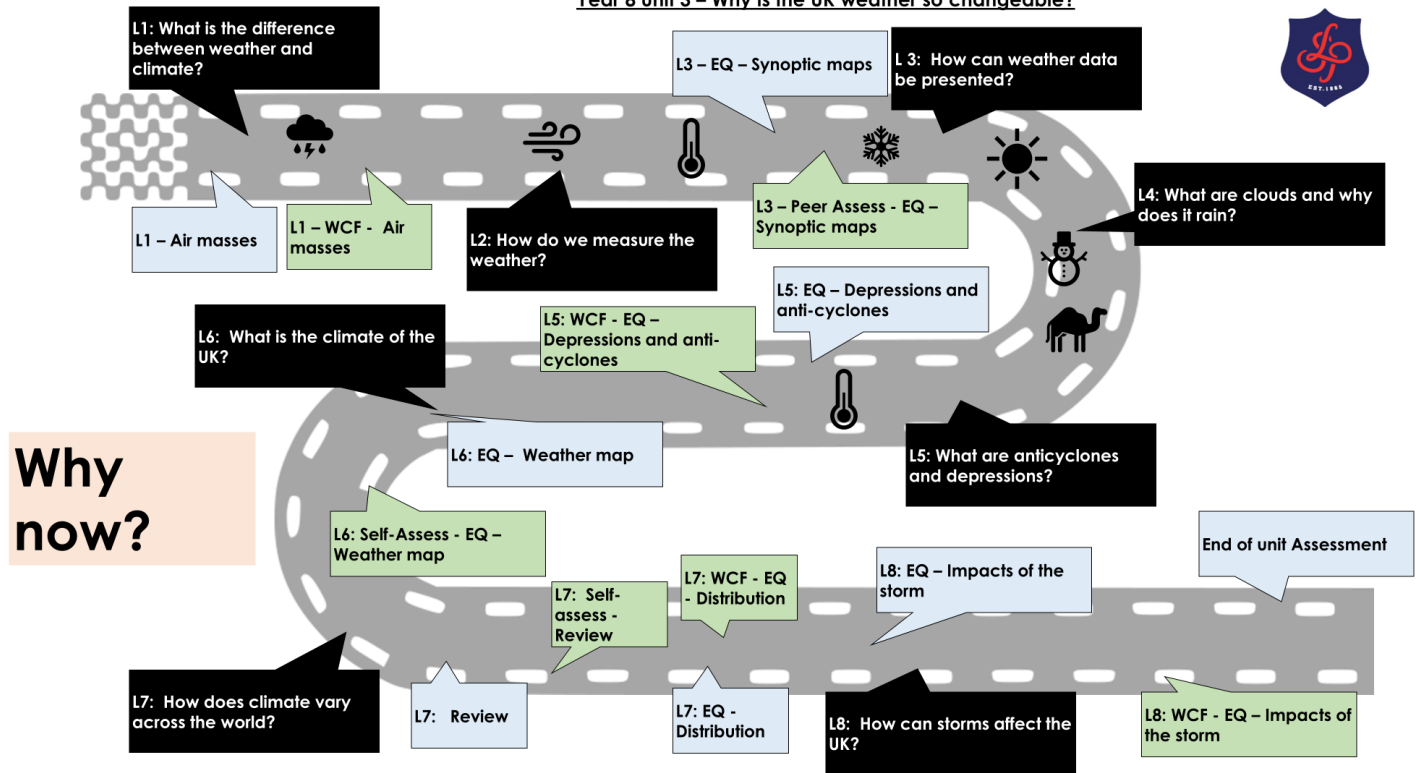 Year 8 Unit 3 – Why is the UK weather so changeable?
L1: What is the difference
between weather and
climate?
L3 – EQ – Synoptic maps
L 3:  How can weather data
be presented?
EST.1885
L1 – Air masses
L1 – WCF -  Air
masses
L2: How do we measure the
weather?
L3 – Peer Assess - EQ –
Synoptic maps
L4: What are clouds and why
does it rain?
L5: EQ – Depressions and
anti-cyclones
L5: WCF - EQ –
Depressions and anti-
cyclones
L6:  What is the climate of the
UK?
L6: EQ –  Weather map
L5: What are anticyclones
and depressions?
Why
now?
L6: Self-Assess - EQ –
Weather map
End of unit Assessment
L7:  Self-
assess -
Review
L7: WCF - EQ
- Distribution
L8: EQ – Impacts of the
storm
L7:  How does climate vary
across the world?
L7:   Review
L7: EQ -
Distribution
L8:  How can storms affect the
UK?
L8: WCF - EQ – Impacts of
the storm